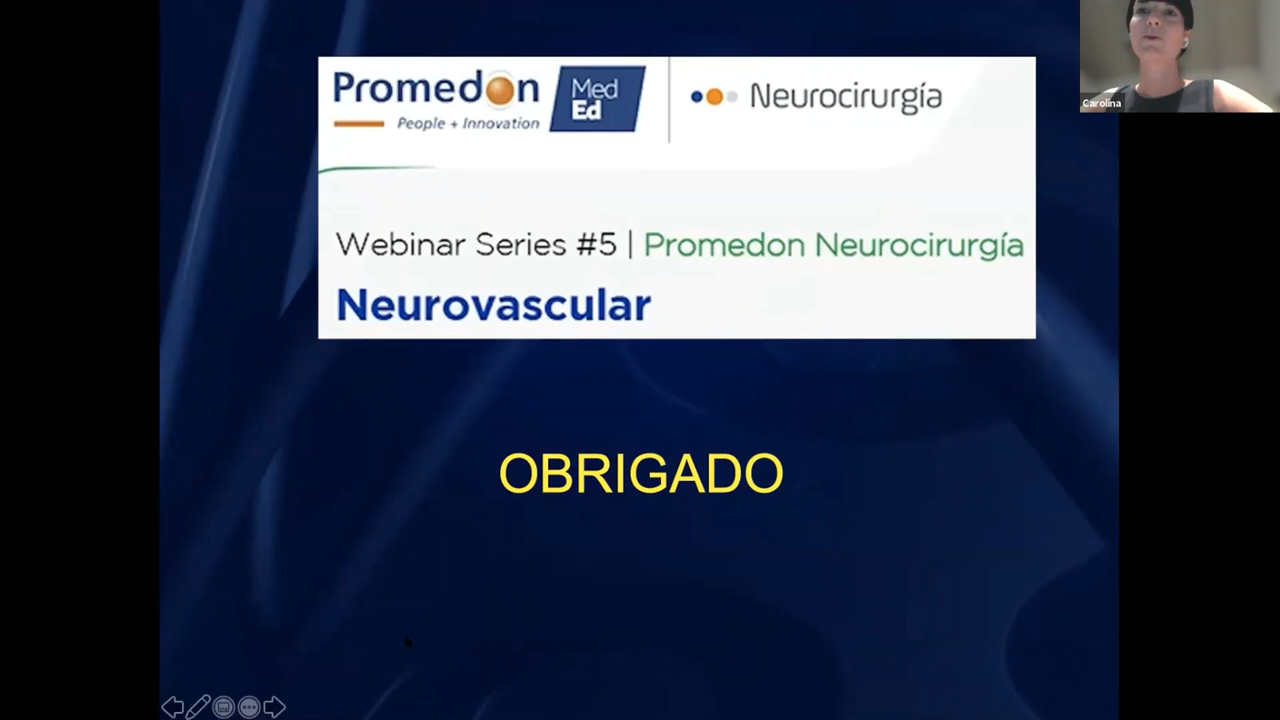 Promedon
People + Innovation
Med
Ed
Neurocirurgía
Webinar Series #5 | Promedon Neurocirurgía
Neurovascular
OBRIGADO
Carolina